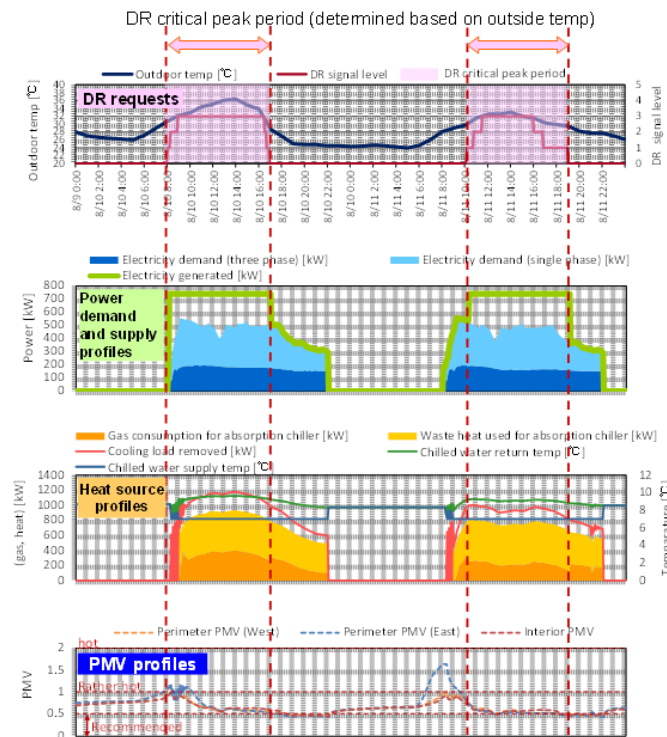 DR critical peak period (determined based on outside temp)
Outdoor temp [℃]
DR signal level
DR critical peak period
DR requests
Outdoor temp [℃]
40
36
32
28
24
20
5
4
3
2
1
0
DR signal level
8/9 0:00
8/10 2:00
8/10 4:00
8/10 6:00
8/10 8:00
8/10 10:00
8/10 12:00
8/10 14:00
8/10 16:00
8/10 18:00
8/10 20:00
8/10 22:00
8/11 0:00
8/11 2:00
8/11 4:00
8/11 6:00
8/11 8:00
8/11 10:00
8/11 12:00
8/11 14:00
8/11 16:00
8/11 18:00
8/11 20:00
8/11 22:00
Electricity demand (three phase) [kW]
Electricity demand (single phase) [kW]
Electricity generated [kW]
Power
demand
and supply
profiles
Power [kW]
800
700
600
500
400
300
200
100
0
Gas consumption for absorption chiller [kW]
Waste heat used for absorption chiller [kW]
Cooling load removed [kW]
Chilled water return temp [℃]
Chilled water supply temp [℃]
Heat source
profiles
(gas, heat) [kW]
1400
1200
1000
800
600
400
200
0
12
10
8
6
4
2
0
Temperature [℃]
Perimeter PMV (West)
Perimeter PMV (East)
Interior PMV
hot
PMV profiles
Rather hot
Recommended
PMV
2
1.5
1
0.5
0